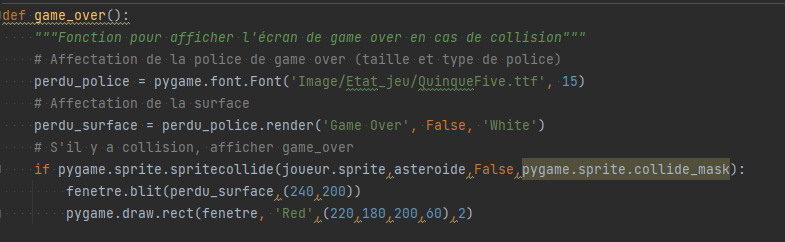 def game_over():
    """Fonction pour afficher l'écran de game over en cas de collision"""
    # Affectation de la police de game over (taille et type de police)
    perdu_police = pygame.font.Font('Image/Etat_jeu/QuinqueFive.ttf', 15)
    # Affectation de la surface
    perdu_surface = perdu_police.render('Game Over', False, 'White')
    # S'il y a collision, afficher game_over
    if pygame.sprite.spritecollide(joueur.sprite,asteroide,False,pygame.sprite.collide_mask):
        fenetre.blit(perdu_surface,(240,200))
        pygame.draw.rect(fenetre, 'Red',(220,180,200,60),2)